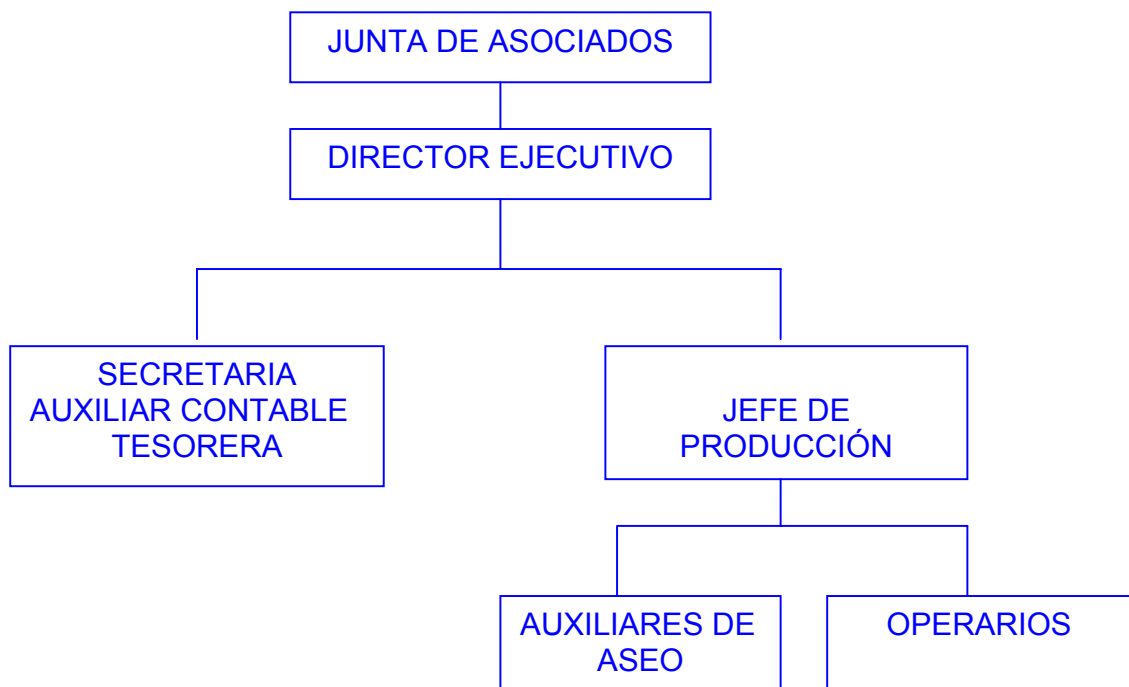 JUNTA DE ASOCIADOS
DIRECTOR EJECUTIVO
SECRETARIA
AUXILIAR CONTABLE
TESORERA
JEFE DE
PRODUCCIÓN
AUXILIARES DE
ASEO
OPERARIOS